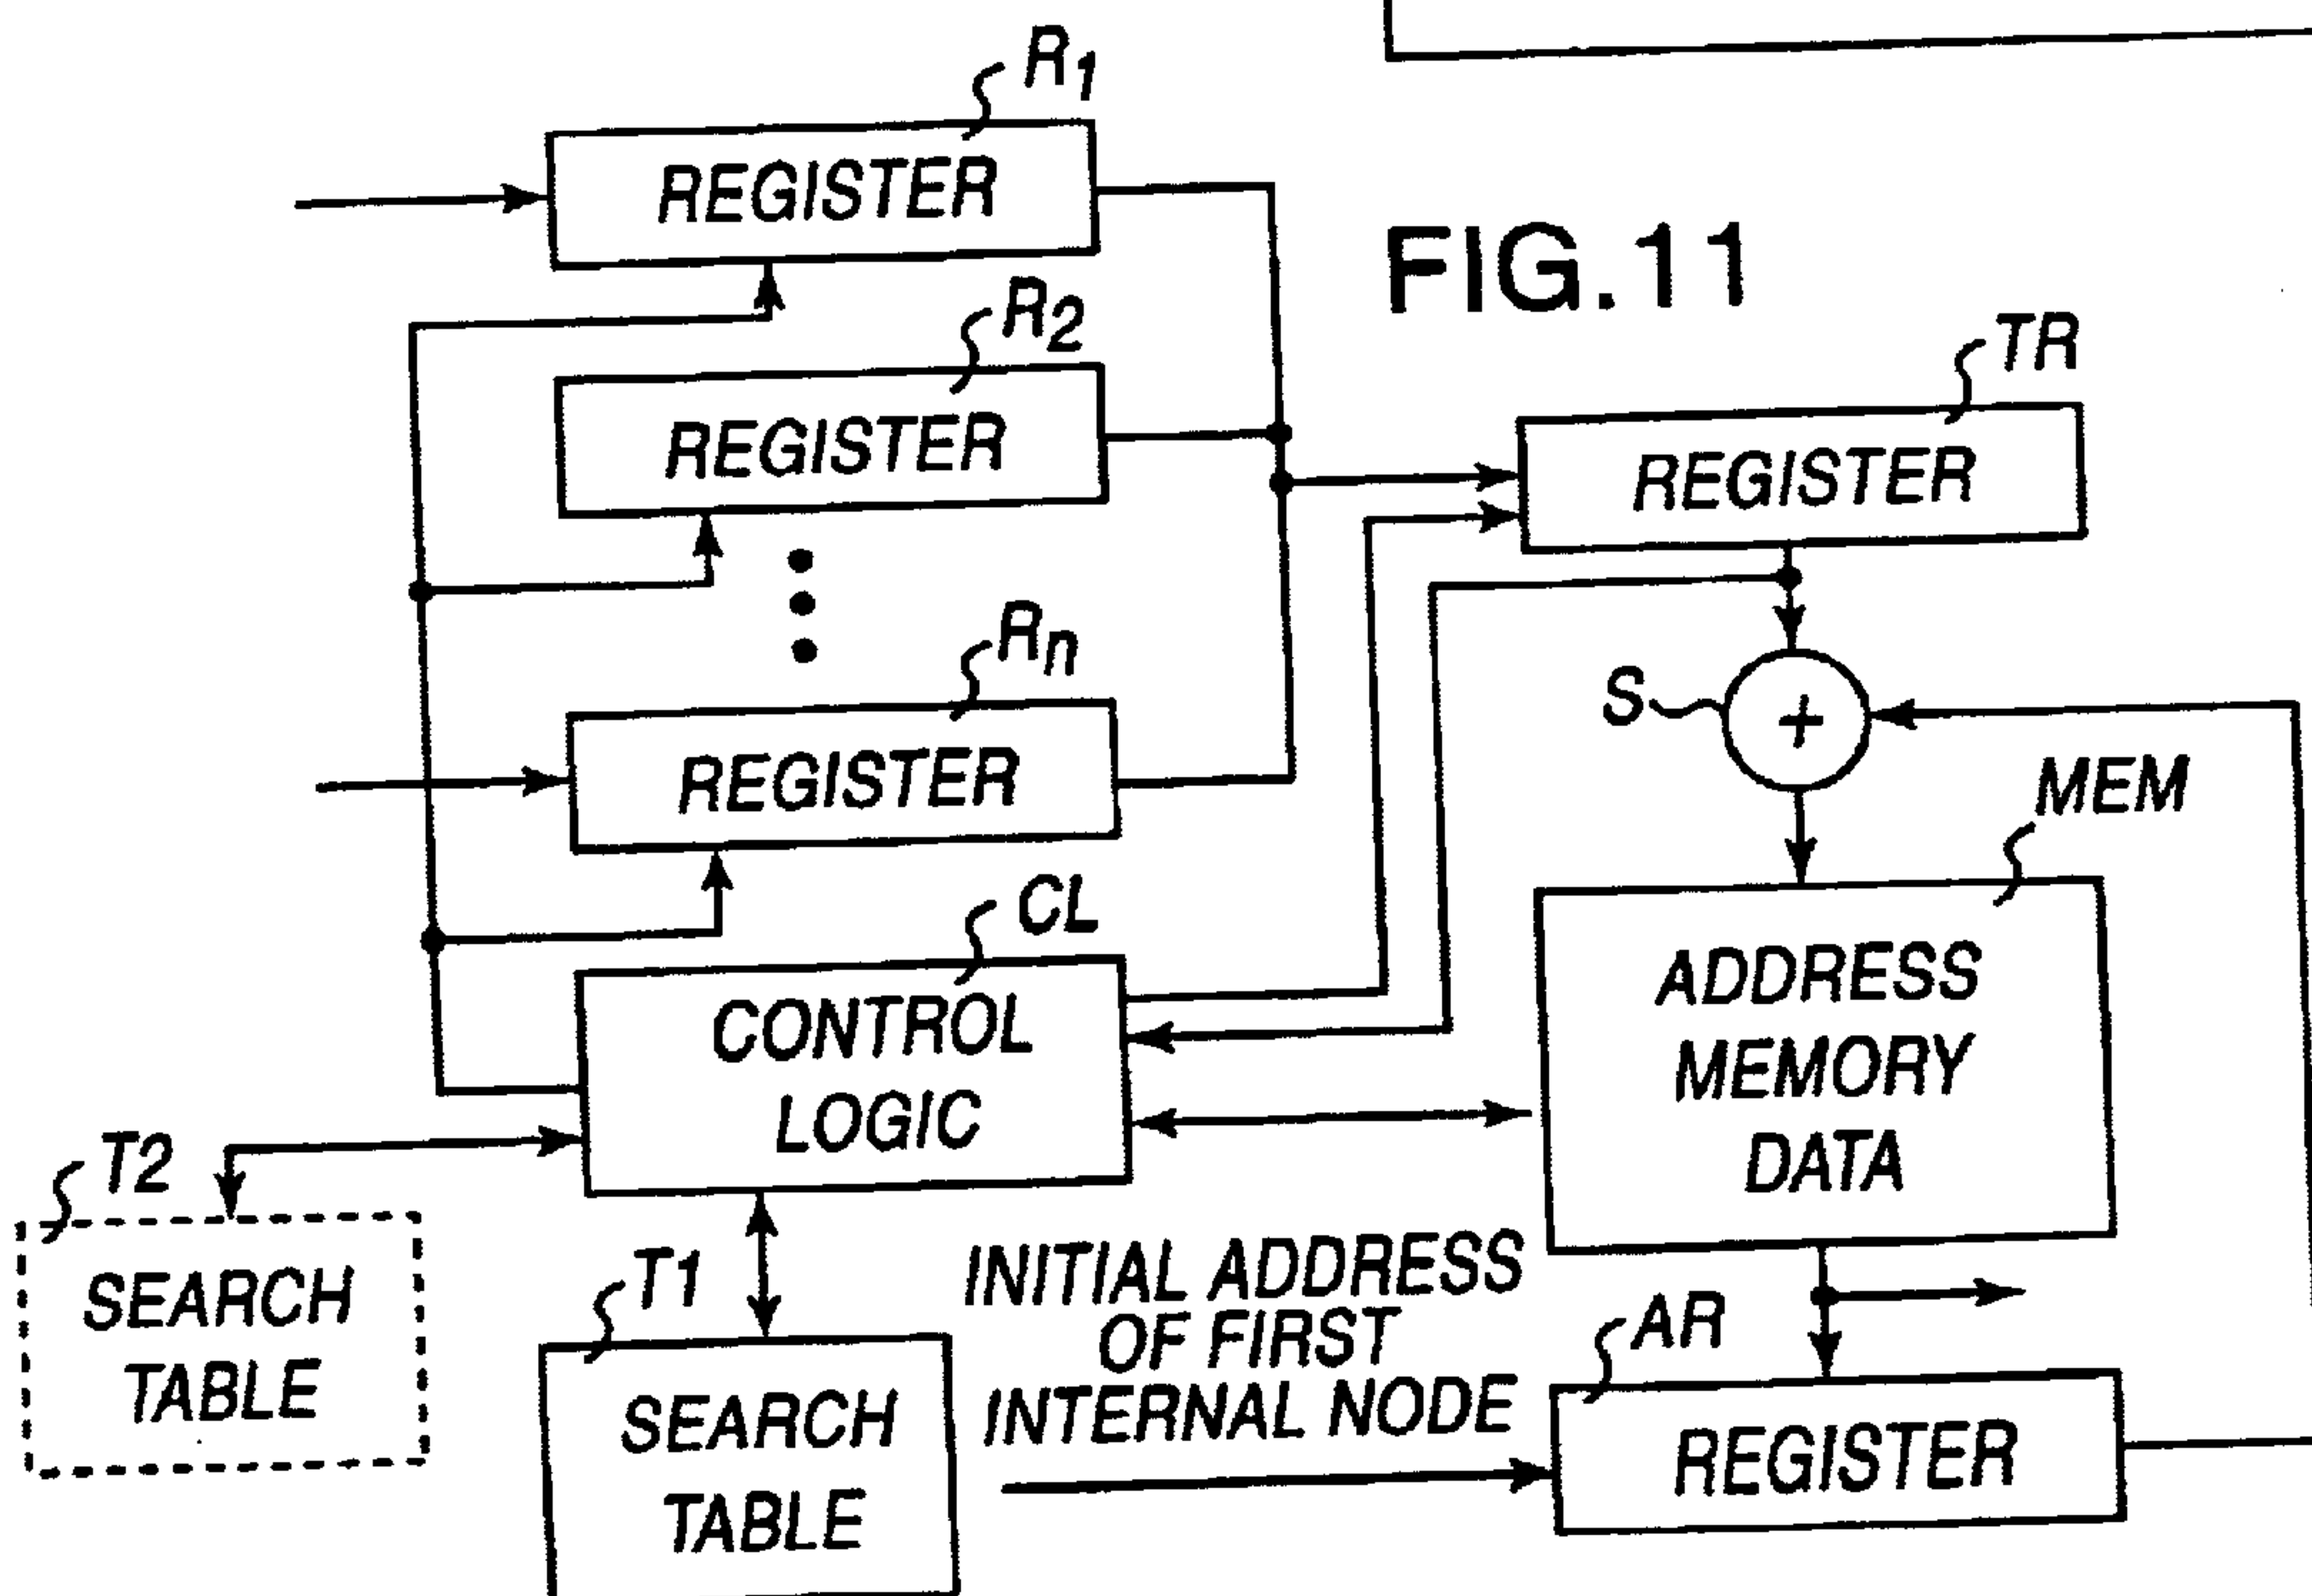 R1
REGISTER
FIG.11
R2
REGISTER
TR
REGISTER
Rn
REGISTER
S
+
MEM
CL
CONTROL
LOGIC
ADDRESS
MEMORY
DATA
T2
SEARCH
TABLE
T1
SEARCH
TABLE
INITIAL ADDRESS
OF FIRST
INTERNAL NODE
AR
REGISTER